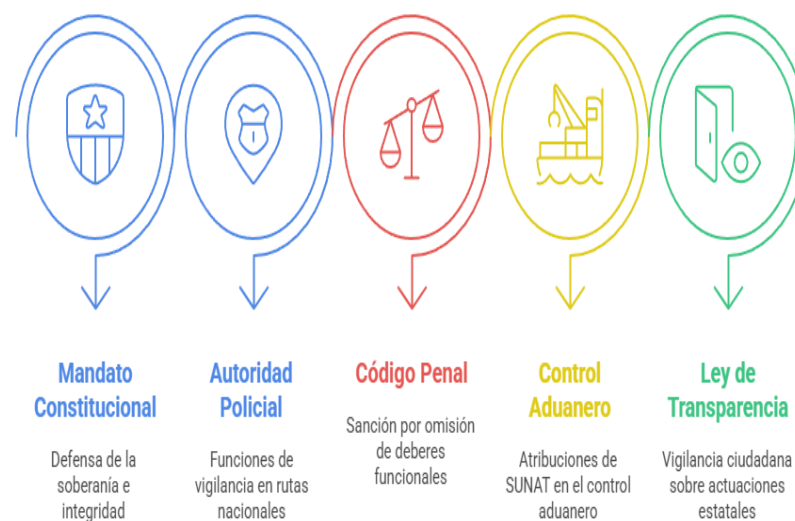 Mandato
Constitucional
Defensa de la
soberanía e
integridad
Autoridad
Policial
Funciones de
vigilancia en rutas
nacionales
Código Penal
Sanción por omisión
de deberes
funcionales
Control
Aduanero
Atribuciones de
SUNAT en el control
aduanero
Ley de
Transparencia
Vigilancia ciudadana
sobre actuaciones
estatales